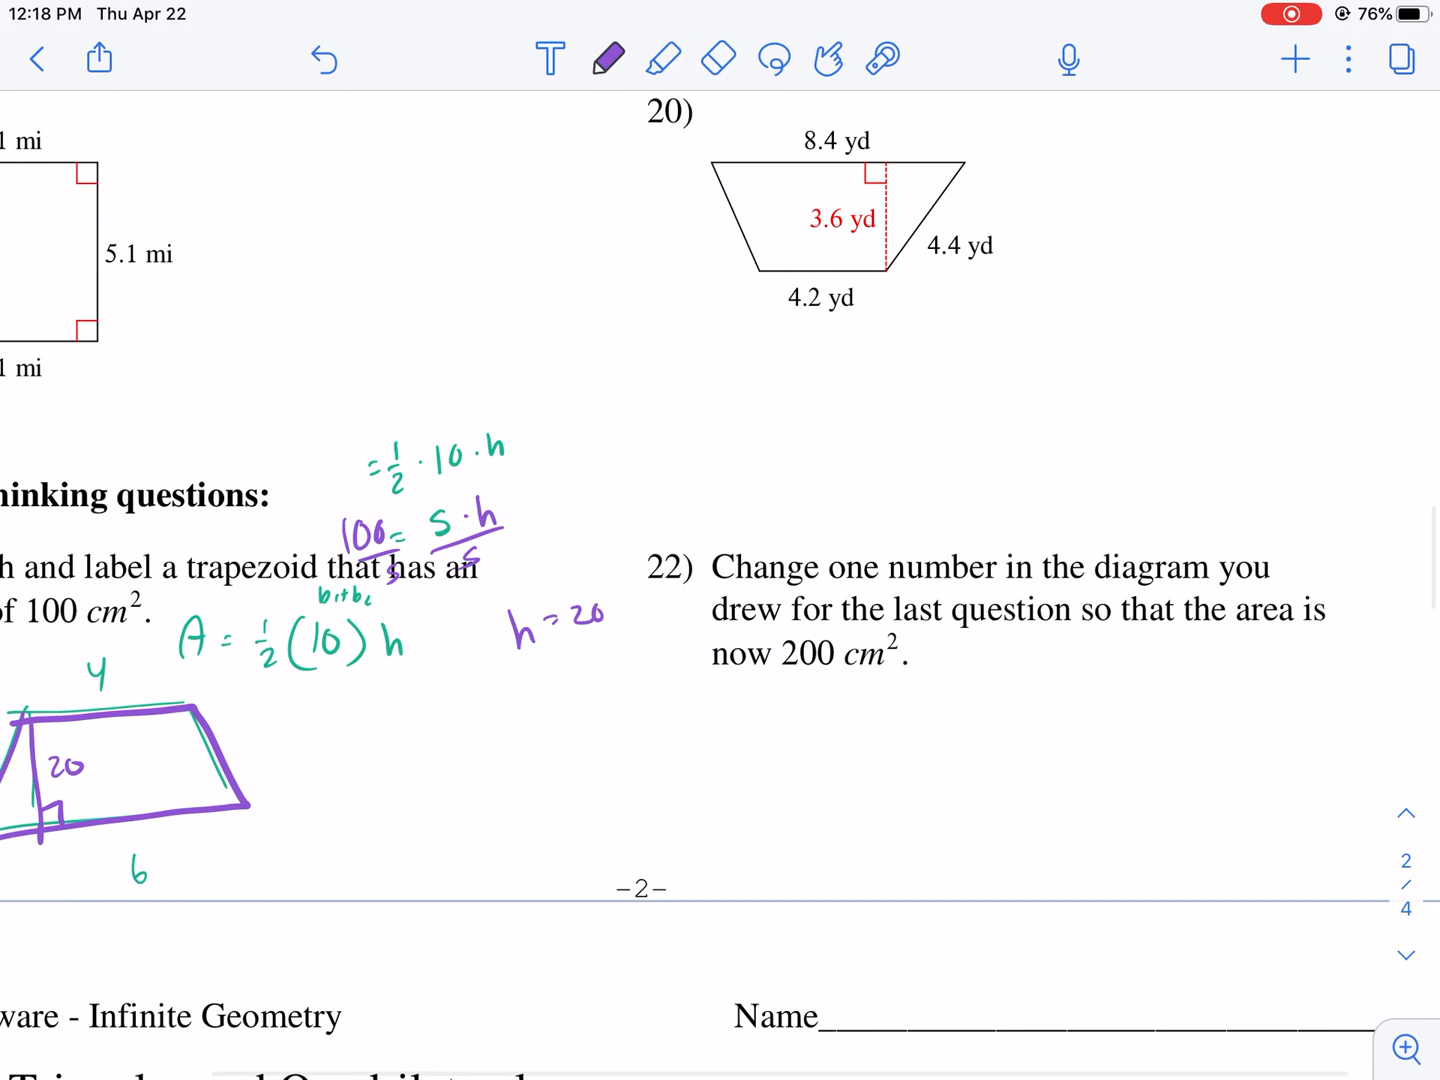 12:18 PM Thu Apr 22
76%
20)
1 mi
8.4 yd
3.6 yd
5.1 mi
4.4 yd
4.2 yd
1 mi
= 1/2 · 10 · h
hinking questions:
100/5 = 5 · h/5
h and label a trapezoid that has an
of 100 cm².
b1+b2
A = 1/2 (10) h
h = 20
22) Change one number in the diagram you
drew for the last question so that the area is
now 200 cm².
4
20
6
2
/
4
-2-
ware - Infinite Geometry
Name